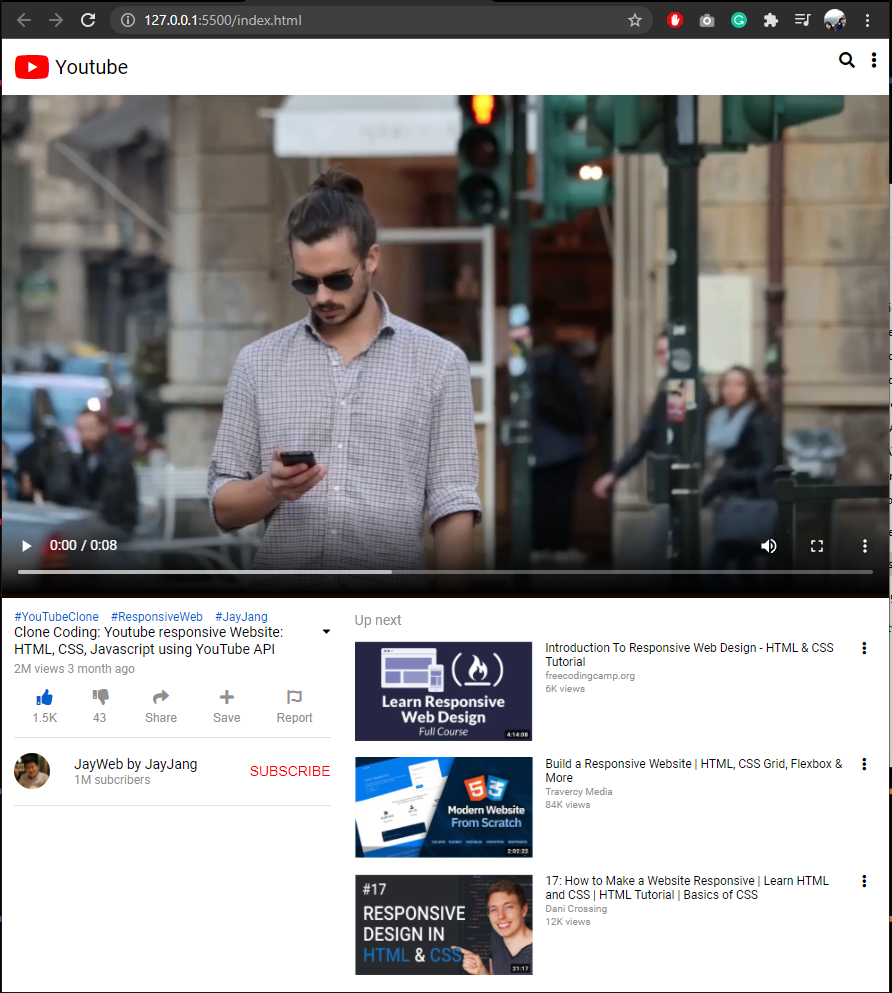 127.0.0.1:5500/index.html
Youtube
0:00 / 0:08
#YouTubeClone #ResponsiveWeb #JayJang
Clone Coding: Youtube responsive Website:
HTML, CSS, Javascript using YouTube API
2M views 3 month ago
1.5K 43 Share Save Report
JayWeb by JayJang
1M subcribers
SUBSCRIBE
Up next
Learn Responsive
Web Design
Full Course
4:14:08
Introduction To Responsive Web Design - HTML & CSS
Tutorial
freecodingcamp.org
6K views
5 3
Modern Website
From Scratch
2:02:22
Build a Responsive Website | HTML, CSS Grid, Flexbox &
More
Travercy Media
84K views
#17
RESPONSIVE
DESIGN IN
HTML & CSS
21:17
17: How to Make a Website Responsive | Learn HTML
and CSS | HTML Tutorial | Basics of CSS
Dani Crossing
12K views